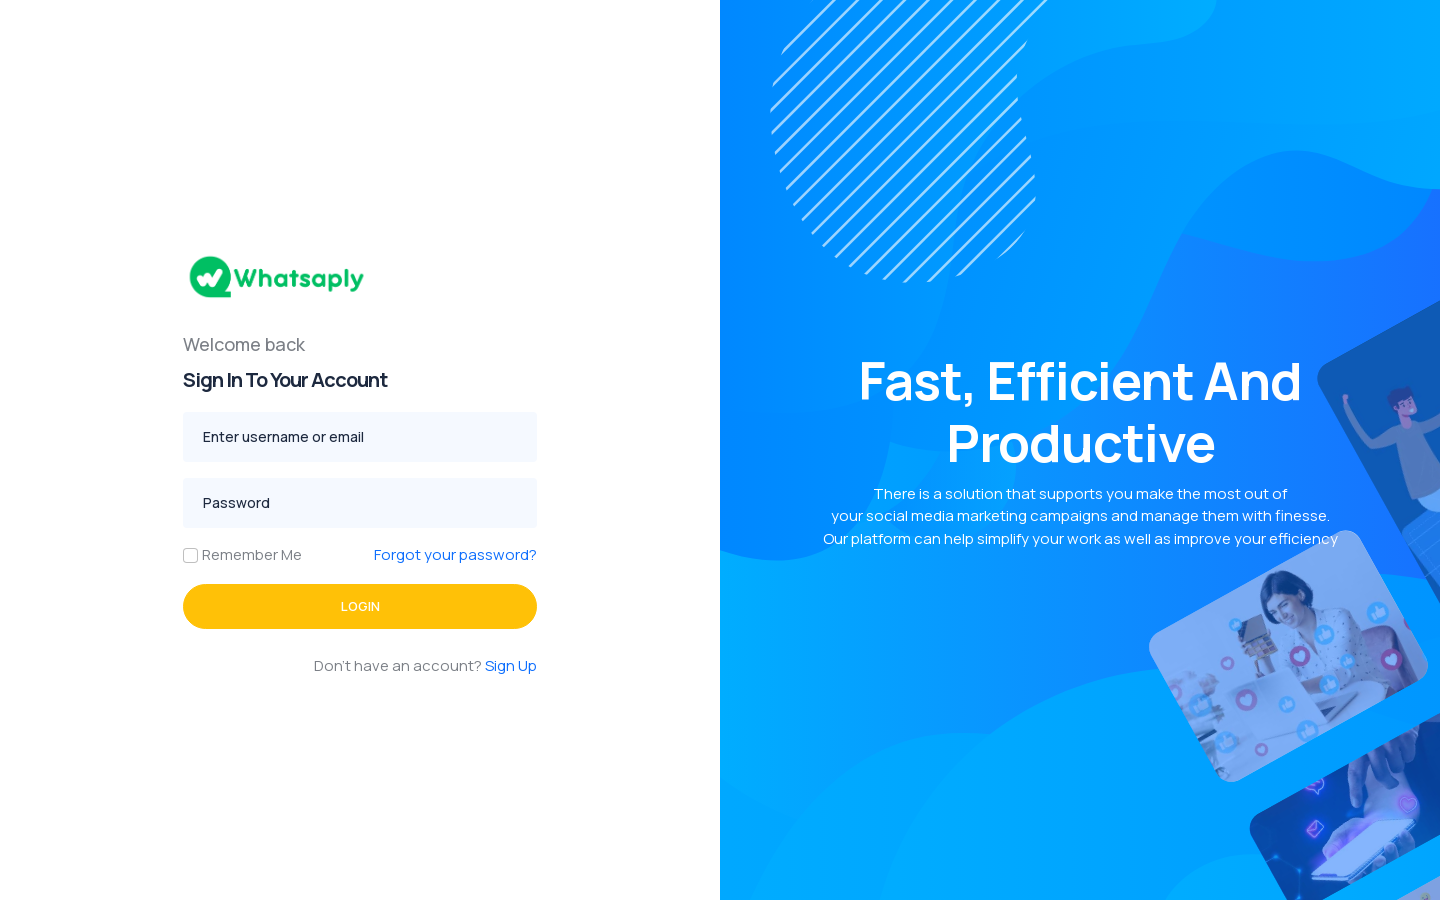 Whatsaply
Welcome back
Sign In To Your Account
Enter username or email
Password
Remember Me
Forgot your password?
LOGIN
Don't have an account? Sign Up
Fast, Efficient And
Productive
There is a solution that supports you make the most out of
your social media marketing campaigns and manage them with finesse.
Our platform can help simplify your work as well as improve your efficiency